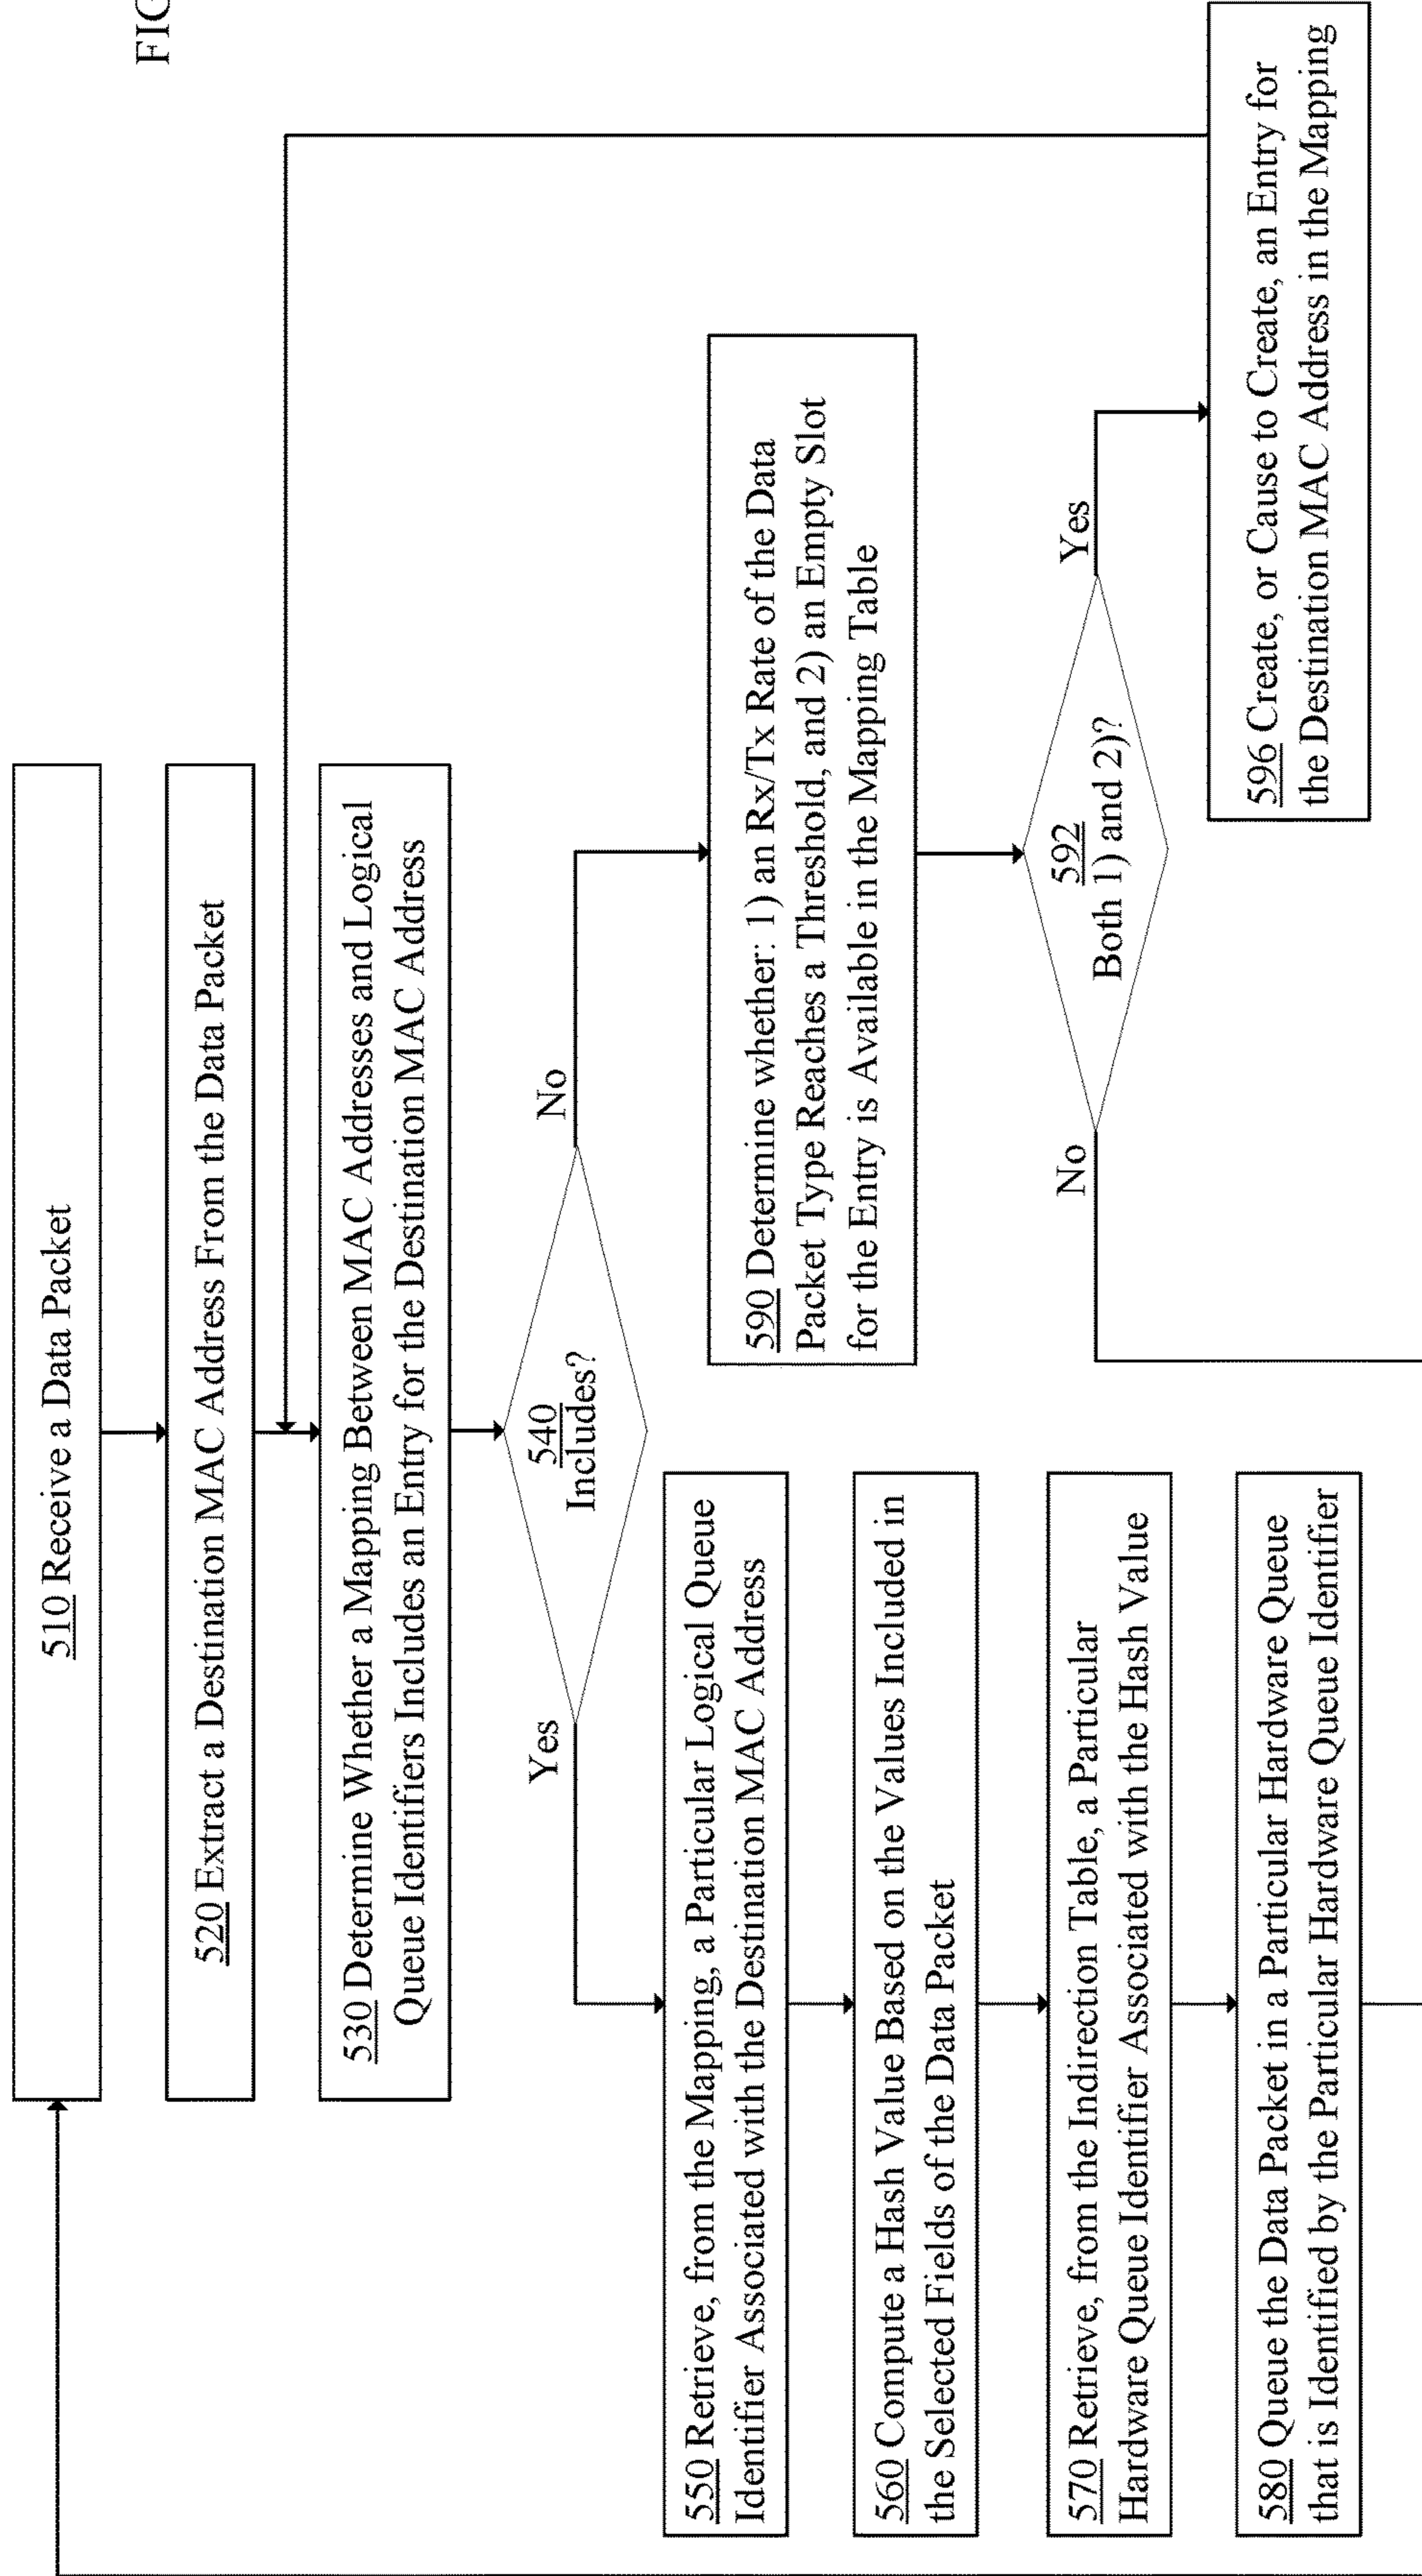 FIG
510 Receive a Data Packet
520 Extract a Destination MAC Address From the Data Packet
530 Determine Whether a Mapping Between MAC Addresses and Logical
Queue Identifiers Includes an Entry for the Destination MAC Address
540
Includes?
Yes
No
550 Retrieve, from the Mapping, a Particular Logical Queue
Identifier Associated with the Destination MAC Address
560 Compute a Hash Value Based on the Values Included in
the Selected Fields of the Data Packet
570 Retrieve, from the Indirection Table, a Particular
Hardware Queue Identifier Associated with the Hash Value
580 Queue the Data Packet in a Particular Hardware Queue
that is Identified by the Particular Hardware Queue Identifier
590 Determine whether: 1) an Rx/Tx Rate of the Data
Packet Type Reaches a Threshold, and 2) an Empty Slot
for the Entry is Available in the Mapping Table
592
Both 1) and 2)?
No
Yes
596 Create, or Cause to Create, an Entry for
the Destination MAC Address in the Mapping